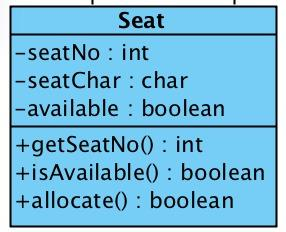 Seat
-seatNo : int
-seatChar : char
-available : boolean
+getSeatNo() : int
+isAvailable() : boolean
+allocate() : boolean